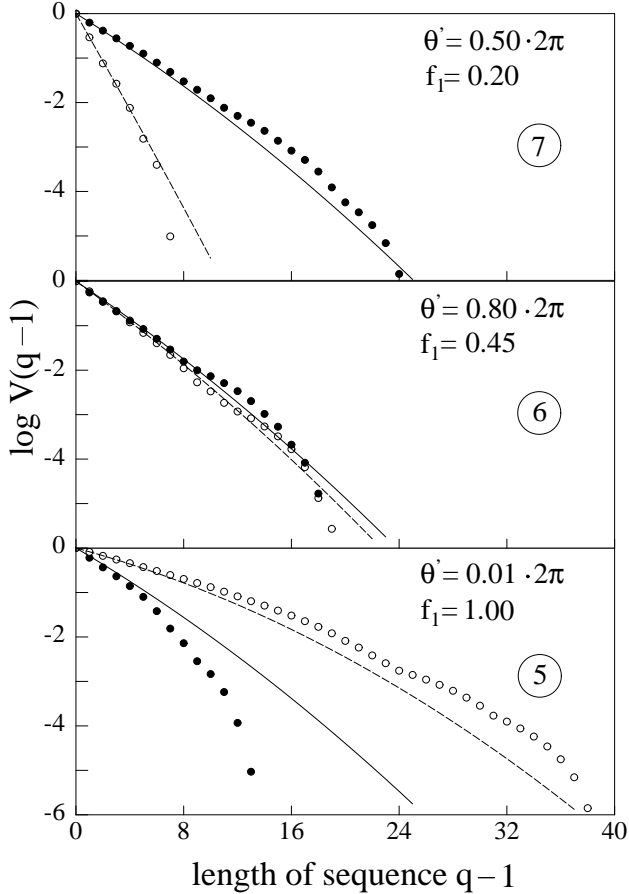 0
θ' = 0.50 · 2π
f₁= 0.20
-2
7
-4
0
θ' = 0.80 · 2π
f₁= 0.45
-2
6
log V(q – 1)
-4
0
θ' = 0.01 · 2π
f₁= 1.00
-2
5
-4
-6
0 8 16 24 32 40
length of sequence q – 1